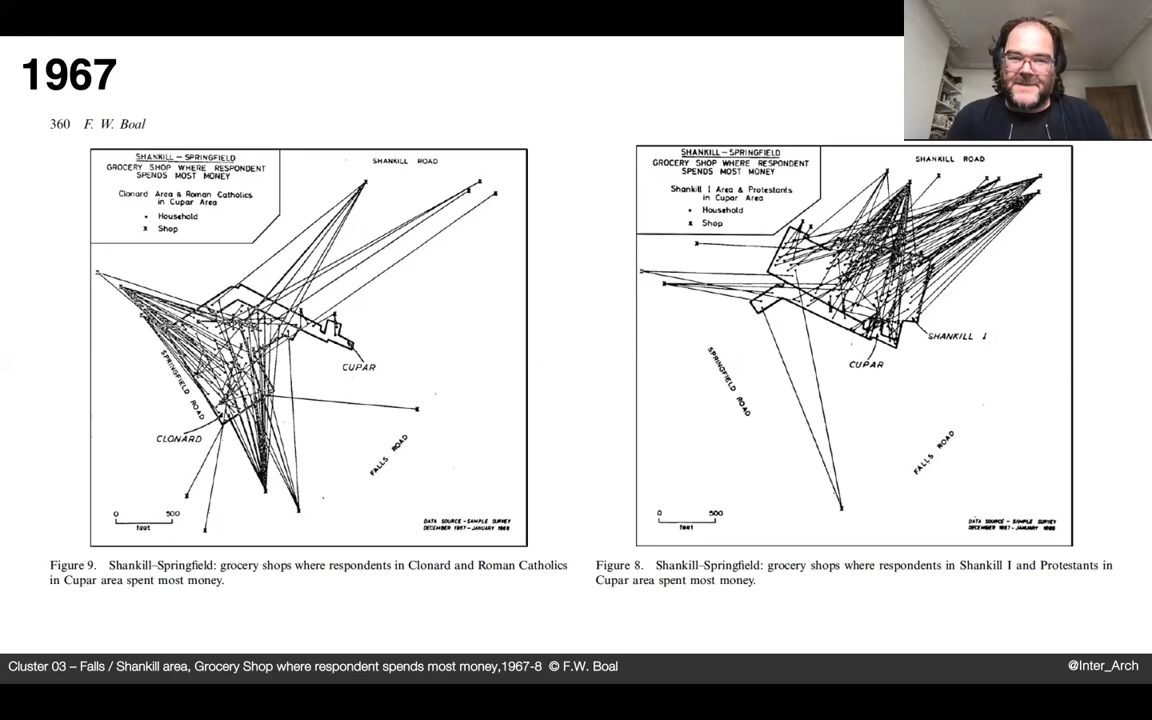 1967
360 F. W. Boal
SHANKILL – SPRINGFIELD
GROCERY SHOP WHERE RESPONDENT
SPENDS MOST MONEY
Clonard Area & Roman Catholics
in Cupar Area
• Household
x Shop
SHANKILL ROAD
SPRINGFIELD ROAD
CUPAR
CLONARD
FALLS ROAD
0 500
feet
DATA SOURCE – SAMPLE SURVEY
DECEMBER 1967 – JANUARY 1968
Figure 9. Shankill–Springfield: grocery shops where respondents in Clonard and Roman Catholics
in Cupar area spent most money.
SHANKILL – SPRINGFIELD
GROCERY SHOP WHERE RESPONDENT
SPENDS MOST MONEY
Shankill I Area & Protestants
in Cupar Area
• Household
x Shop
SHANKILL ROAD
SHANKILL I
CUPAR
SPRINGFIELD ROAD
FALLS ROAD
0 500
feet
DATA SOURCE – SAMPLE SURVEY
Figure 8. Shankill–Springfield: grocery shops where respondents in Shankill I and Protestants in
Cupar area spent most money.
Cluster 03 – Falls / Shankill area, Grocery Shop where respondent spends most money,1967-8 © F.W. Boal
@Inter_Arch